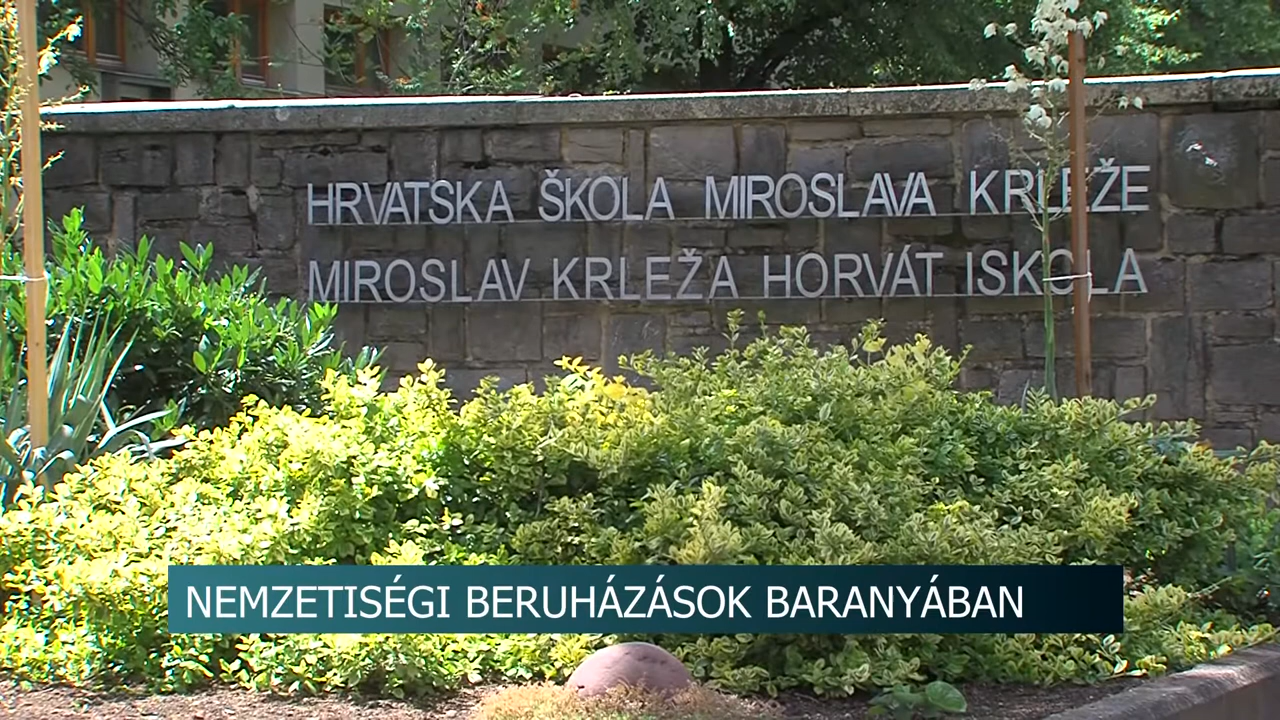 HRVATSKA ŠKOLA MIROSLAVA KRLEŽE
MIROSLAV KRLEŽA HORVÁT ISKOLA
NEMZETISÉGI BERUHÁZÁSOK BARANYÁBAN